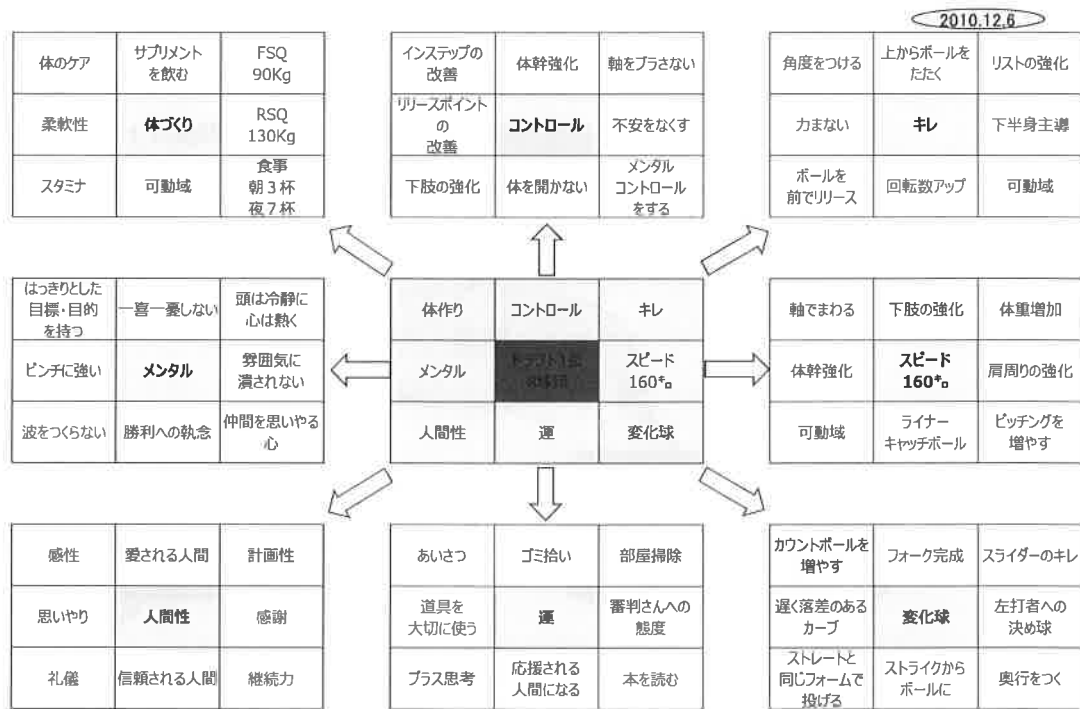 2010.12.6
体のケア
サプリメント
を飲む
FSQ
90Kg
柔軟性
体づくり
RSQ
130Kg
スタミナ
可動域
食事
朝3杯
夜7杯
インステップの
改善
体幹強化
軸をブラさない
リリースポイント
の
改善
コントロール
不安をなくす
下肢の強化
体を開かない
メンタル
コントロール
をする
角度をつける
上からボールを
たたく
リストの強化
力まない
キレ
下半身主導
ボールを
前でリリース
回転数アップ
可動域
はっきりとした
目標・目的
を持つ
一喜一憂しない
頭は冷静に
心は熱く
ピンチに強い
メンタル
雰囲気に
潰されない
波をつくらない
勝利への執念
仲間を思いやる
心
体作り
コントロール
キレ
メンタル
スピード
160㌔
人間性
運
変化球
軸でまわる
下肢の強化
体重増加
体幹強化
スピード
160㌔
肩周りの強化
可動域
ライナー
キャッチボール
ピッチングを
増やす
感性
愛される人間
計画性
思いやり
人間性
感謝
礼儀
信頼される人間
継続力
あいさつ
ゴミ拾い
部屋掃除
道具を
大切に使う
運
審判さんへの
態度
プラス思考
応援される
人間になる
本を読む
カウントボールを
増やす
フォーク完成
スライダーのキレ
遅く落差のある
カーブ
変化球
左打者への
決め球
ストレートと
同じフォームで
投げる
ストライクから
ボールに
奥行をつく